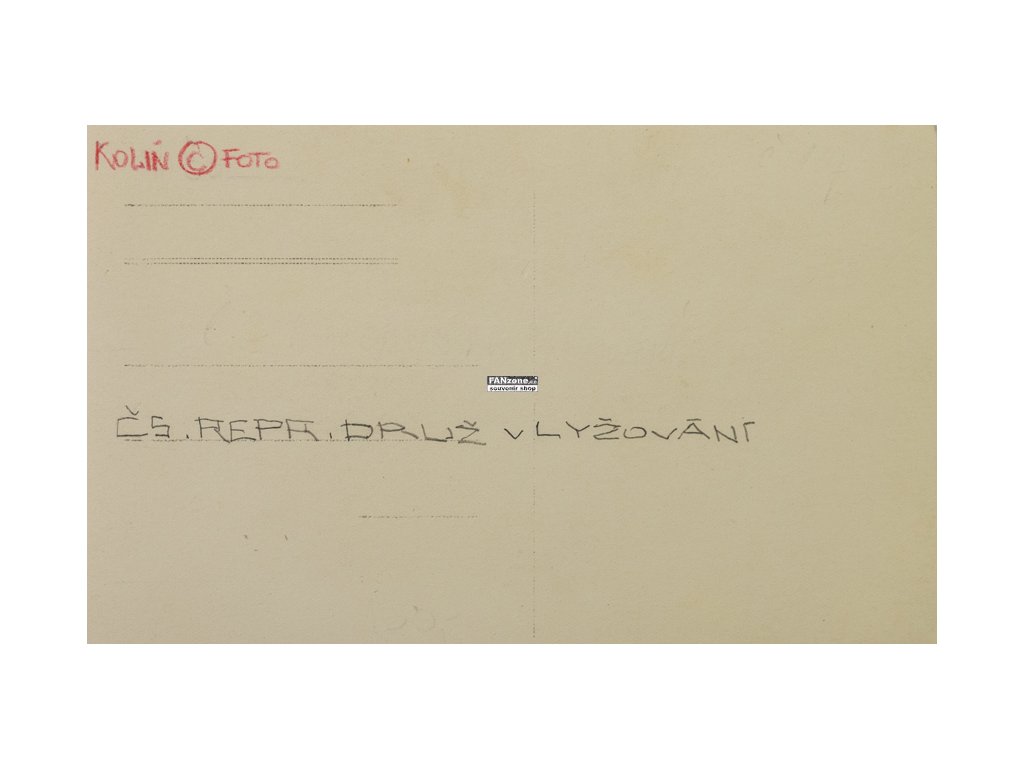 KOLÍN © FOTO
FANzone.cz
souvenir shop
ČS. REPR. DRUŽ V LYŽOVÁNÍ